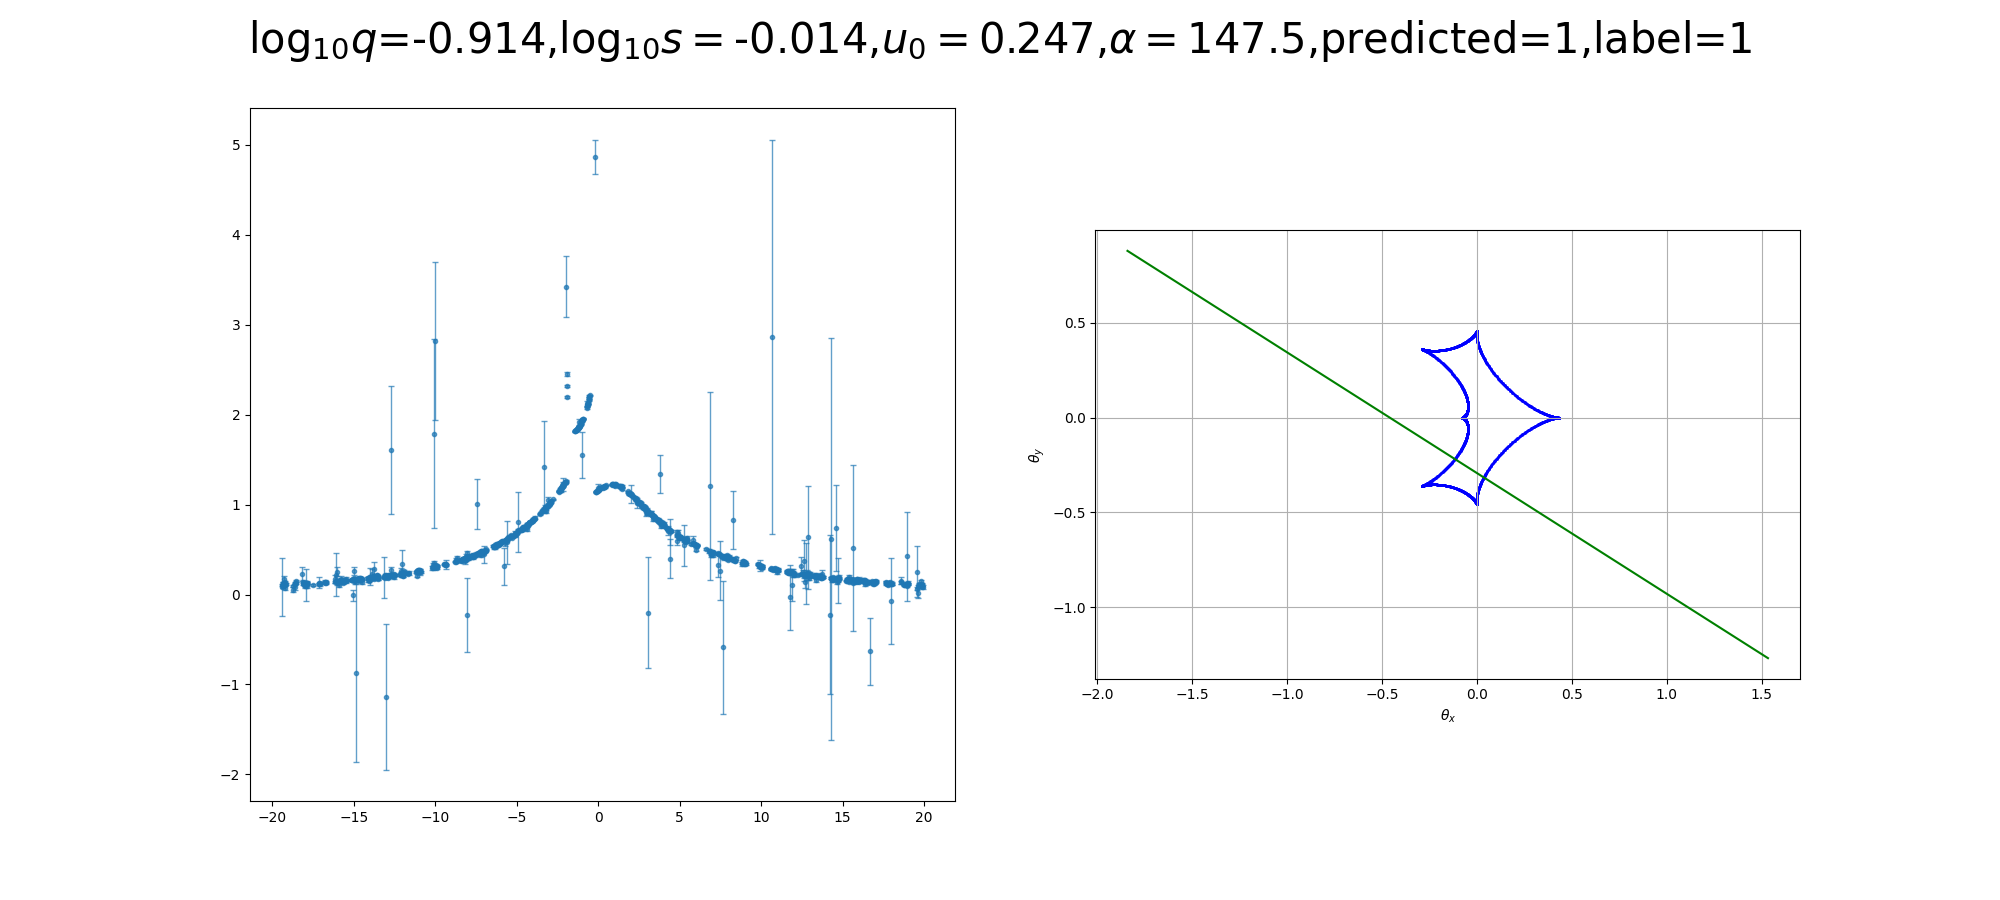 log₁₀q=-0.914,log₁₀s = -0.014,u₀ = 0.247,α = 147.5,predicted=1,label=1
5
4
3
2
1
0
−1
−2
−20 −15 −10 −5 0 5 10 15 20
0.5
0.0
−0.5
−1.0
θy
−2.0 −1.5 −1.0 −0.5 0.0 0.5 1.0 1.5
θx